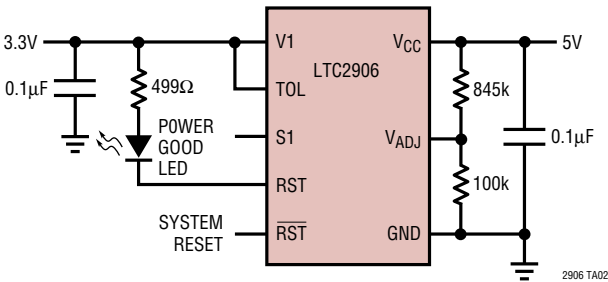 3.3V
0.1µF
499Ω
POWER
GOOD
LED
SYSTEM
RESET
V1
TOL
S1
RST
RST
LTC2906
VCC
VADJ
GND
845k
100k
5V
0.1µF
2906 TA02